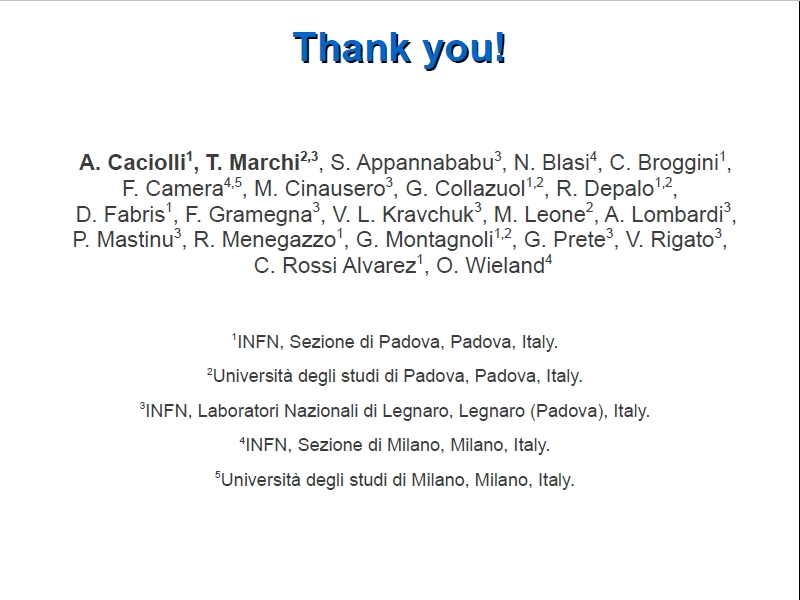 Thank you!
A. Caciolli¹, T. Marchi²,³, S. Appannababu³, N. Blasi⁴, C. Broggini¹,
F. Camera⁴,⁵, M. Cinausero³, G. Collazuol¹,², R. Depalo¹,²,
D. Fabris¹, F. Gramegna³, V. L. Kravchuk³, M. Leone², A. Lombardi³,
P. Mastinu³, R. Menegazzo¹, G. Montagnoli¹,², G. Prete³, V. Rigato³,
C. Rossi Alvarez¹, O. Wieland⁴
¹INFN, Sezione di Padova, Padova, Italy.
²Università degli studi di Padova, Padova, Italy.
³INFN, Laboratori Nazionali di Legnaro, Legnaro (Padova), Italy.
⁴INFN, Sezione di Milano, Milano, Italy.
⁵Università degli studi di Milano, Milano, Italy.